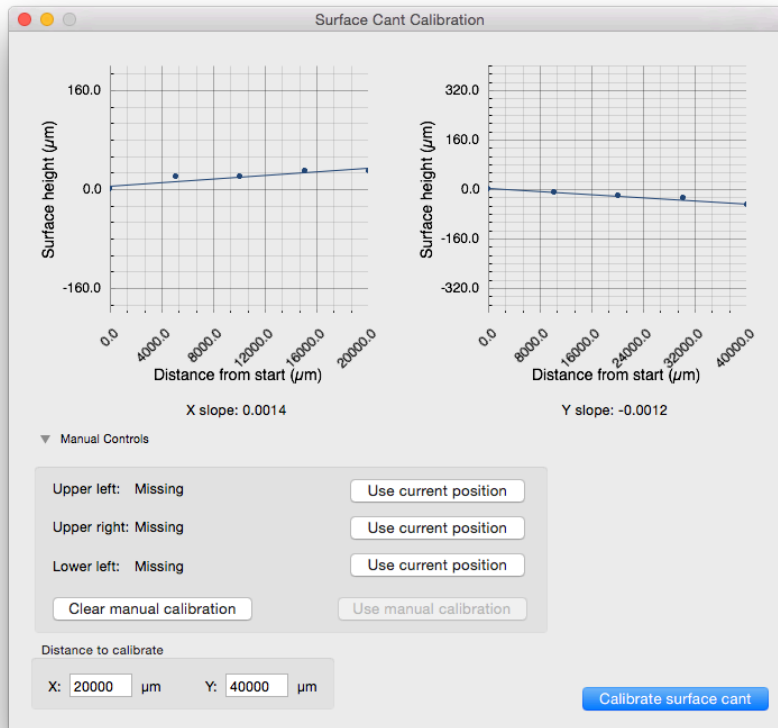 Surface Cant Calibration
Surface height (µm)
160.0
0.0
-160.0
0.0
4000.0
8000.0
12000.0
16000.0
20000.0
Distance from start (µm)
X slope: 0.0014
Surface height (µm)
320.0
160.0
0.0
-160.0
-320.0
0.0
8000.0
16000.0
24000.0
32000.0
40000.0
Distance from start (µm)
Y slope: -0.0012
Manual Controls
Upper left: Missing Use current position
Upper right: Missing Use current position
Lower left: Missing Use current position
Clear manual calibration Use manual calibration
Distance to calibrate
X: 20000 µm Y: 40000 µm
Calibrate surface cant